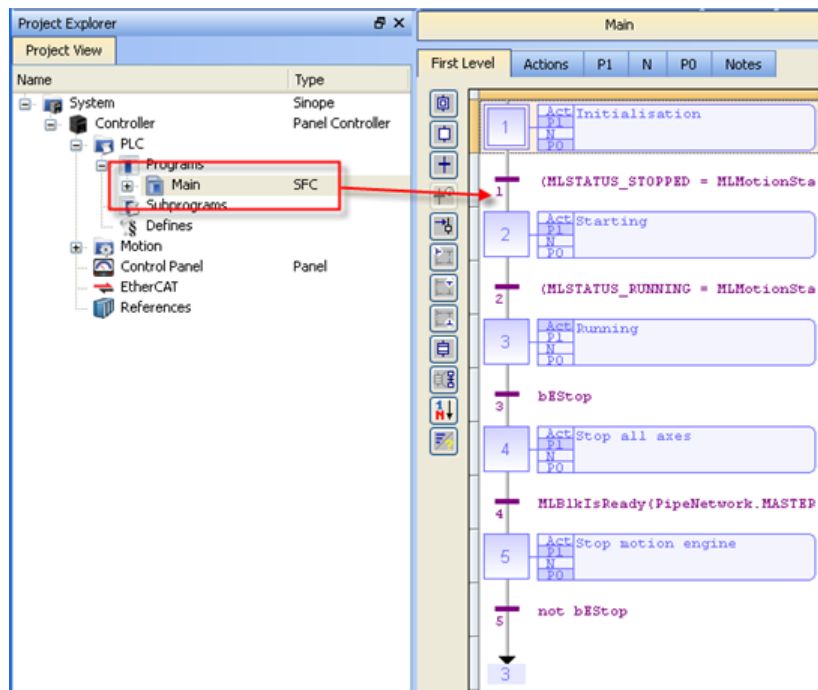 Project Explorer
Project View
Name Type
System Sinope
Controller Panel Controller
PLC
Programs
Main SFC
Subprograms
Defines
Motion
Control Panel Panel
EtherCAT
References
Main
First Level Actions P1 N P0 Notes
1 Act Initialisation
P1
N
P0
1 (MLSTATUS_STOPPED = MLMotionSta
2 Act Starting
P1
N
P0
2 (MLSTATUS_RUNNING = MLMotionSta
3 Act Running
P1
N
P0
3 bEStop
4 Act Stop all axes
P1
N
P0
4 MLBlkIsReady(PipeNetwork.MASTER
5 Act Stop motion engine
P1
N
P0
5 not bEStop
3